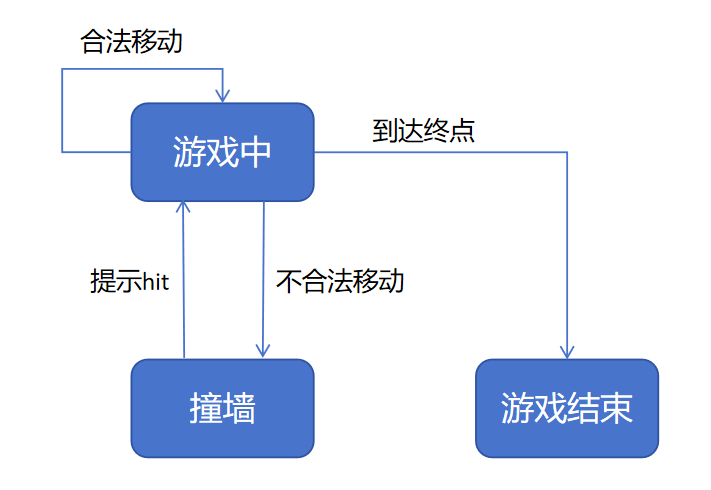 合法移动
游戏中
到达终点
提示hit
不合法移动
撞墙
游戏结束